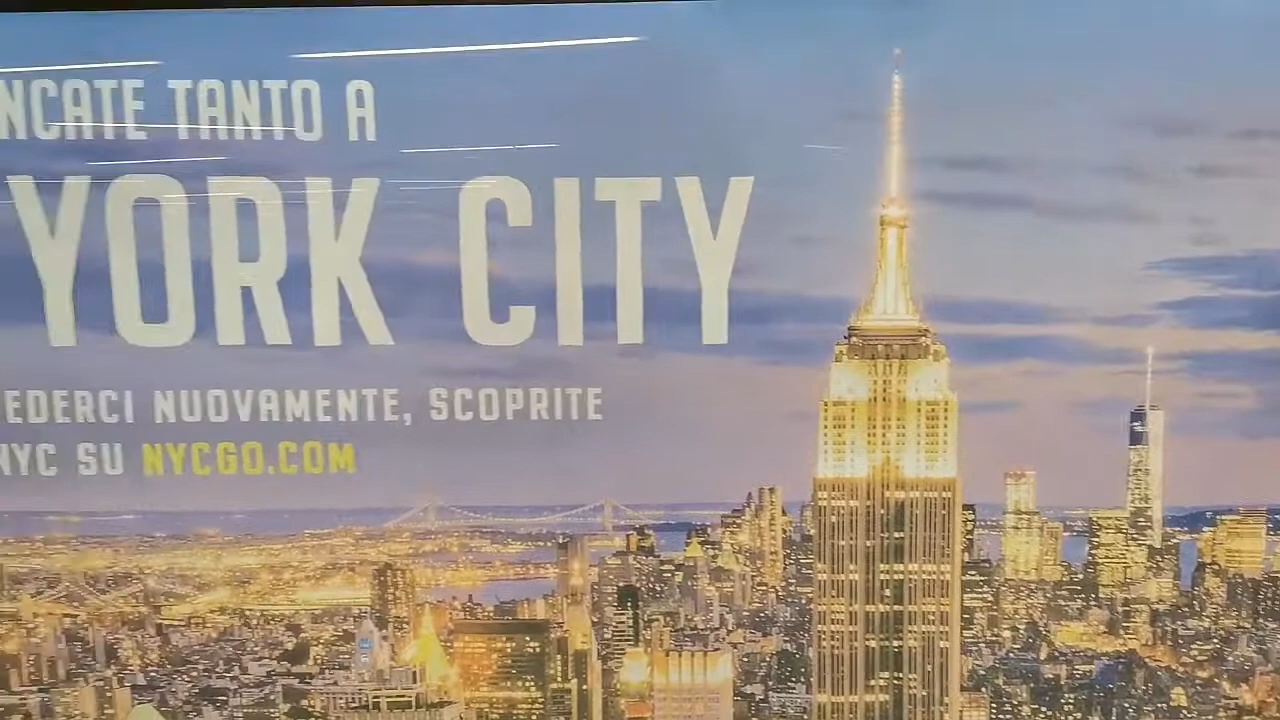 NCATE TANTO A
YORK CITY
EDERCI NUOVAMENTE, SCOPRITE
NYC SU NYCGO.COM